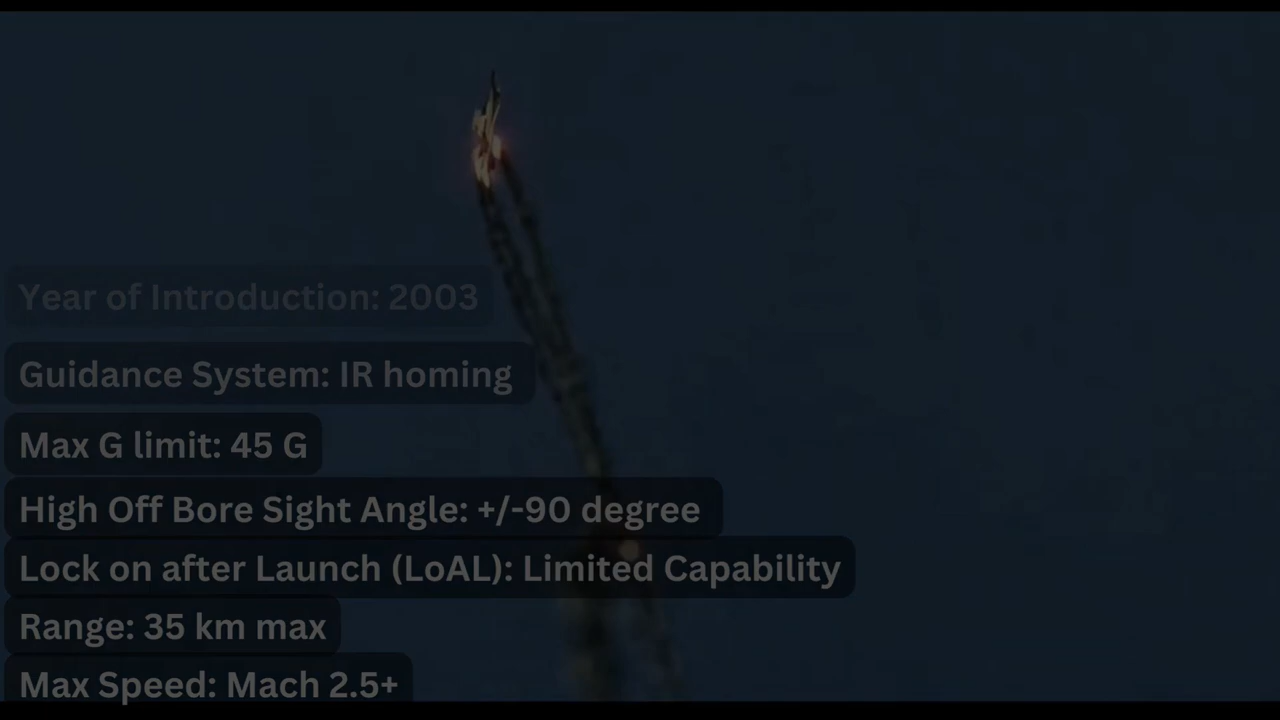 Year of Introduction: 2003
Guidance System: IR homing
Max G limit: 45 G
High Off Bore Sight Angle: +/-90 degree
Lock on after Launch (LoAL): Limited Capability
Range: 35 km max
Max Speed: Mach 2.5+